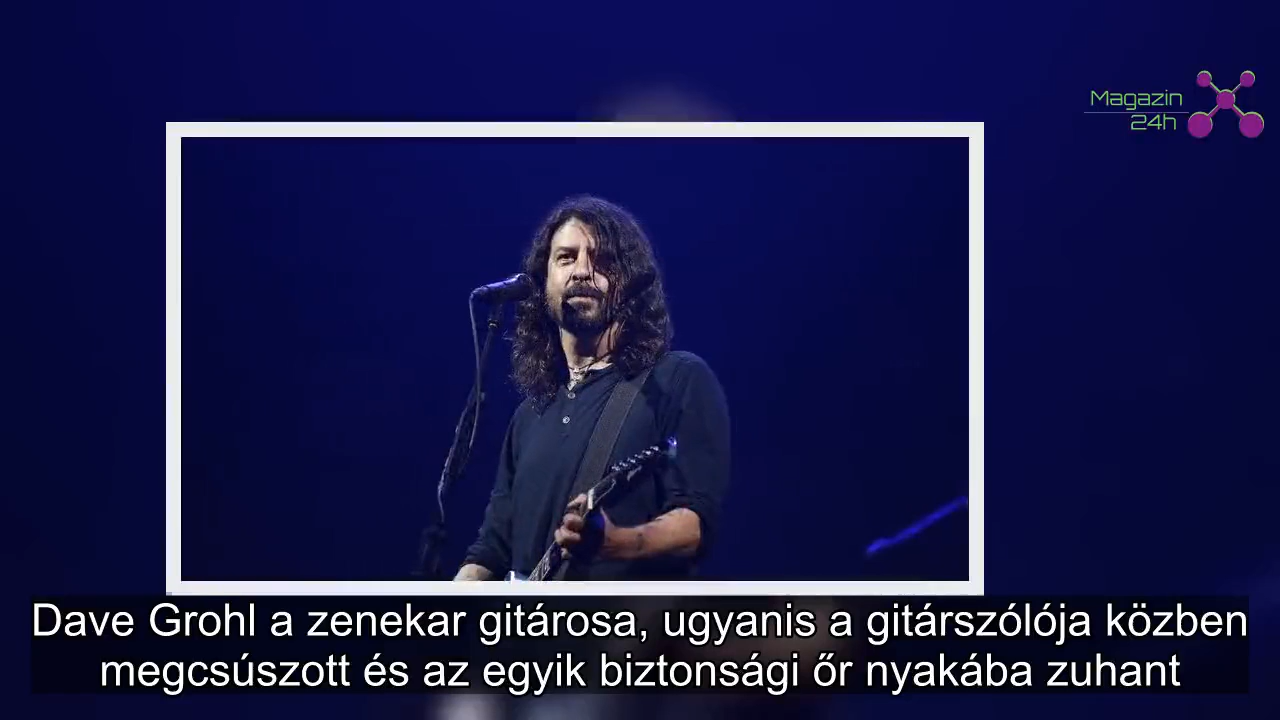 Magazin
24h
Dave Grohl a zenekar gitárosa, ugyanis a gitárszólója közben
megcsúszott és az egyik biztonsági őr nyakába zuhant